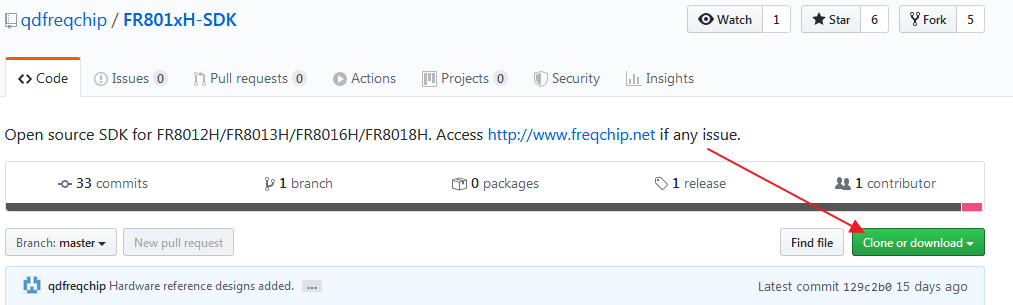 qdfreqchip / FR801xH-SDK Watch 1 Star 6 Fork 5
Code Issues 0 Pull requests 0 Actions Projects 0 Security Insights
Open source SDK for FR8012H/FR8013H/FR8016H/FR8018H. Access http://www.freqchip.net if any issue.
33 commits 1 branch 0 packages 1 release 1 contributor
Branch: master New pull request Find file Clone or download
qdfreqchip Hardware reference designs added. ... Latest commit 129c2b0 15 days ago